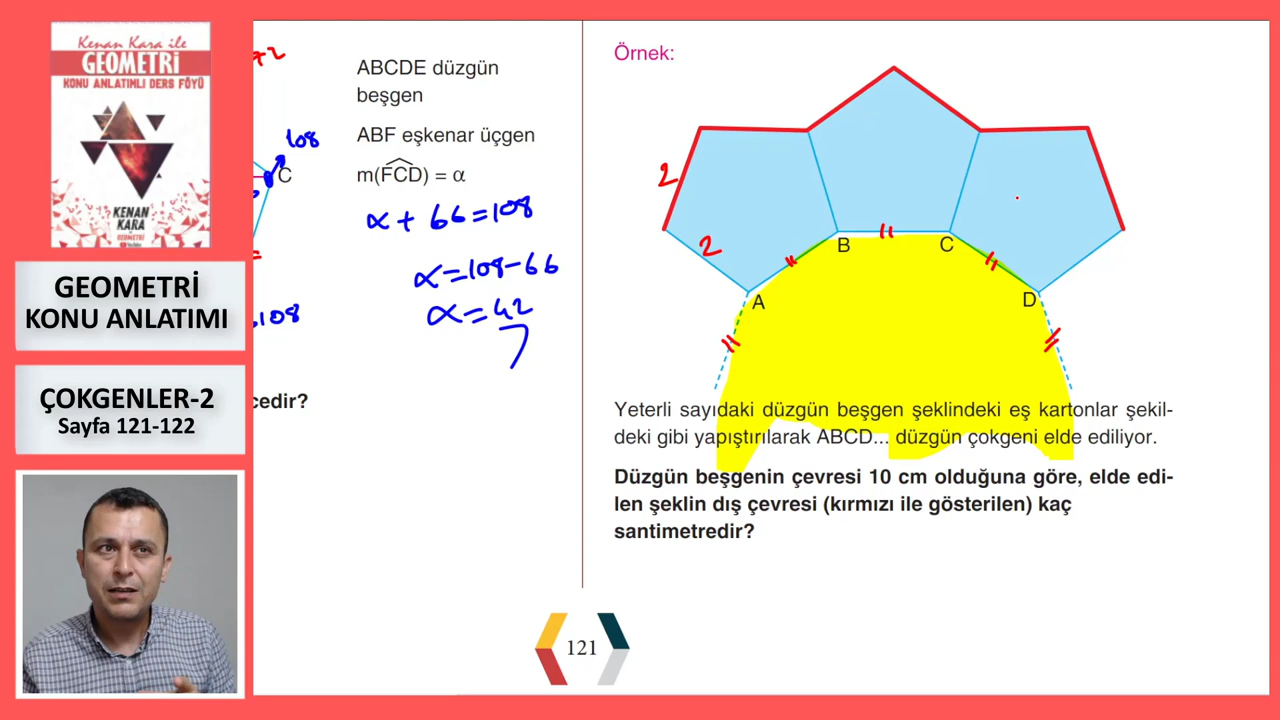 Kenan Kara ile
GEOMETRİ
KONU ANLATIMLI DERS FÖYÜ
KENAN
KARA
GEOMETRİ
KONU ANLATIMI
ÇOKGENLER-2
Sayfa 121-122
72
108
C
108
cedir?
ABCDE düzgün
beşgen
ABF eşkenar üçgen
m(FCD) = α
α + 66 = 108
α = 108 - 66
α = 42
Örnek:
2
2
B
C
A
D
Yeterli sayıdaki düzgün beşgen şeklindeki eş kartonlar şekil-
deki gibi yapıştırılarak ABCD... düzgün çokgeni elde ediliyor.
Düzgün beşgenin çevresi 10 cm olduğuna göre, elde edi-
len şeklin dış çevresi (kırmızı ile gösterilen) kaç
santimetredir?
121